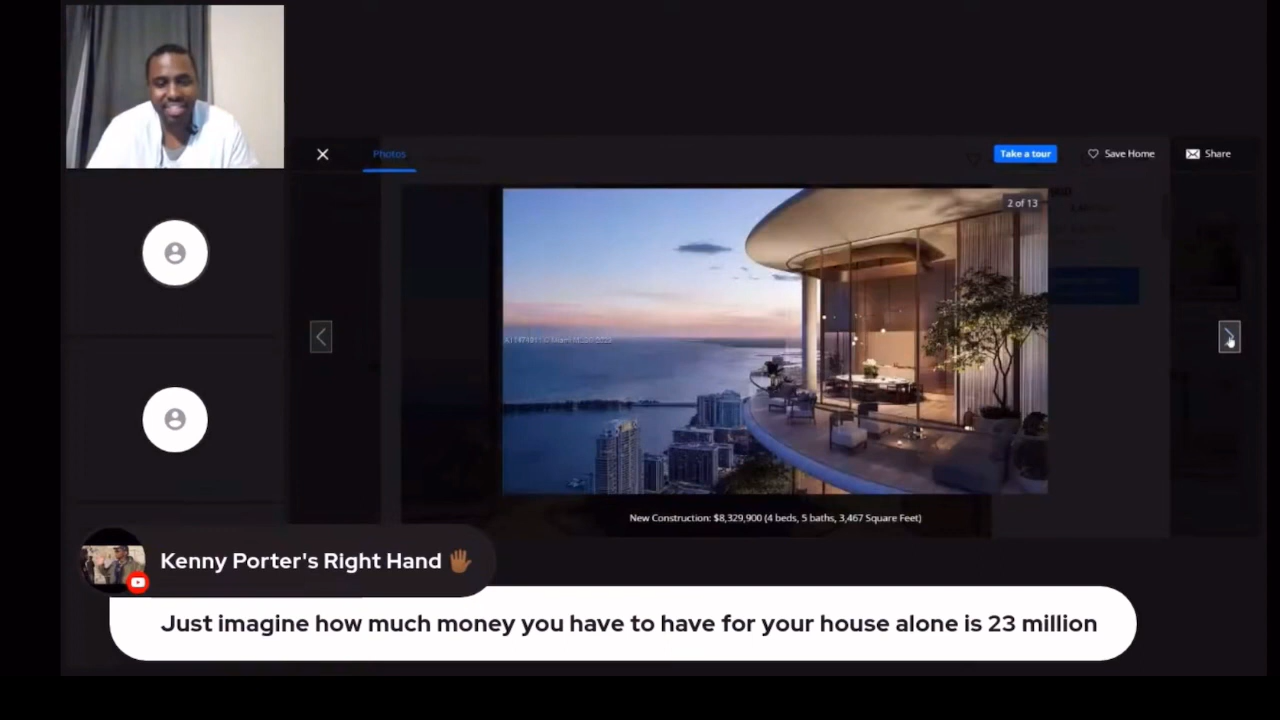 Photos
Take a tour
Save Home
Share
2 of 13
New Construction: $8,329,900 (4 beds, 5 baths, 3,467 Square Feet)
Kenny Porter's Right Hand 🖐🏾
Just imagine how much money you have to have for your house alone is 23 million